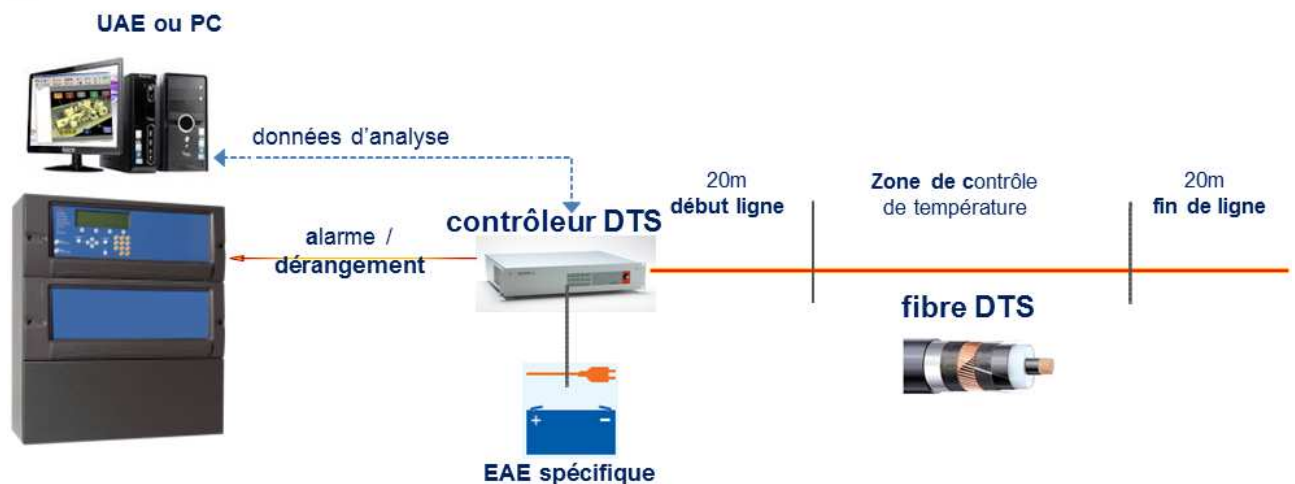 UAE ou PC
données d'analyse
20m
début ligne
Zone de contrôle
de température
20m
fin de ligne
contrôleur DTS
alarme /
dérangement
fibre DTS
+ −
EAE spécifique